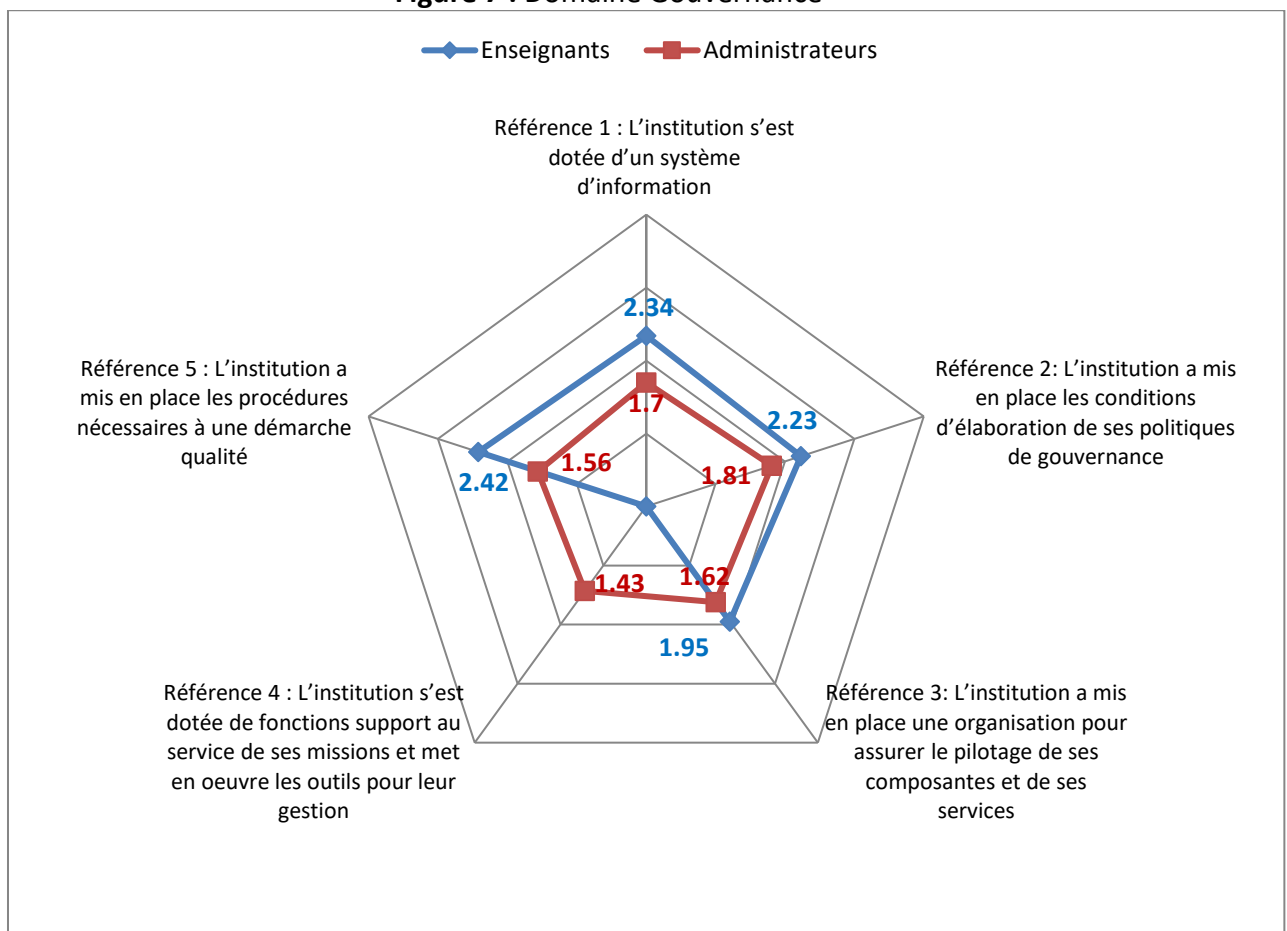 Figure 7 : Domaine Gouvernance
Enseignants
Administrateurs
Référence 1 : L’institution s’est
dotée d’un système
d’information
2.34
1.7
Référence 2: L’institution a mis
en place les conditions
d’élaboration de ses politiques
de gouvernance
2.23
1.81
Référence 5 : L’institution a
mis en place les procédures
nécessaires à une démarche
qualité
2.42
1.56
1.43
1.62
1.95
Référence 4 : L’institution s’est
dotée de fonctions support au
service de ses missions et met
en oeuvre les outils pour leur
gestion
Référence 3: L’institution a mis
en place une organisation pour
assurer le pilotage de ses
composantes et de ses
services